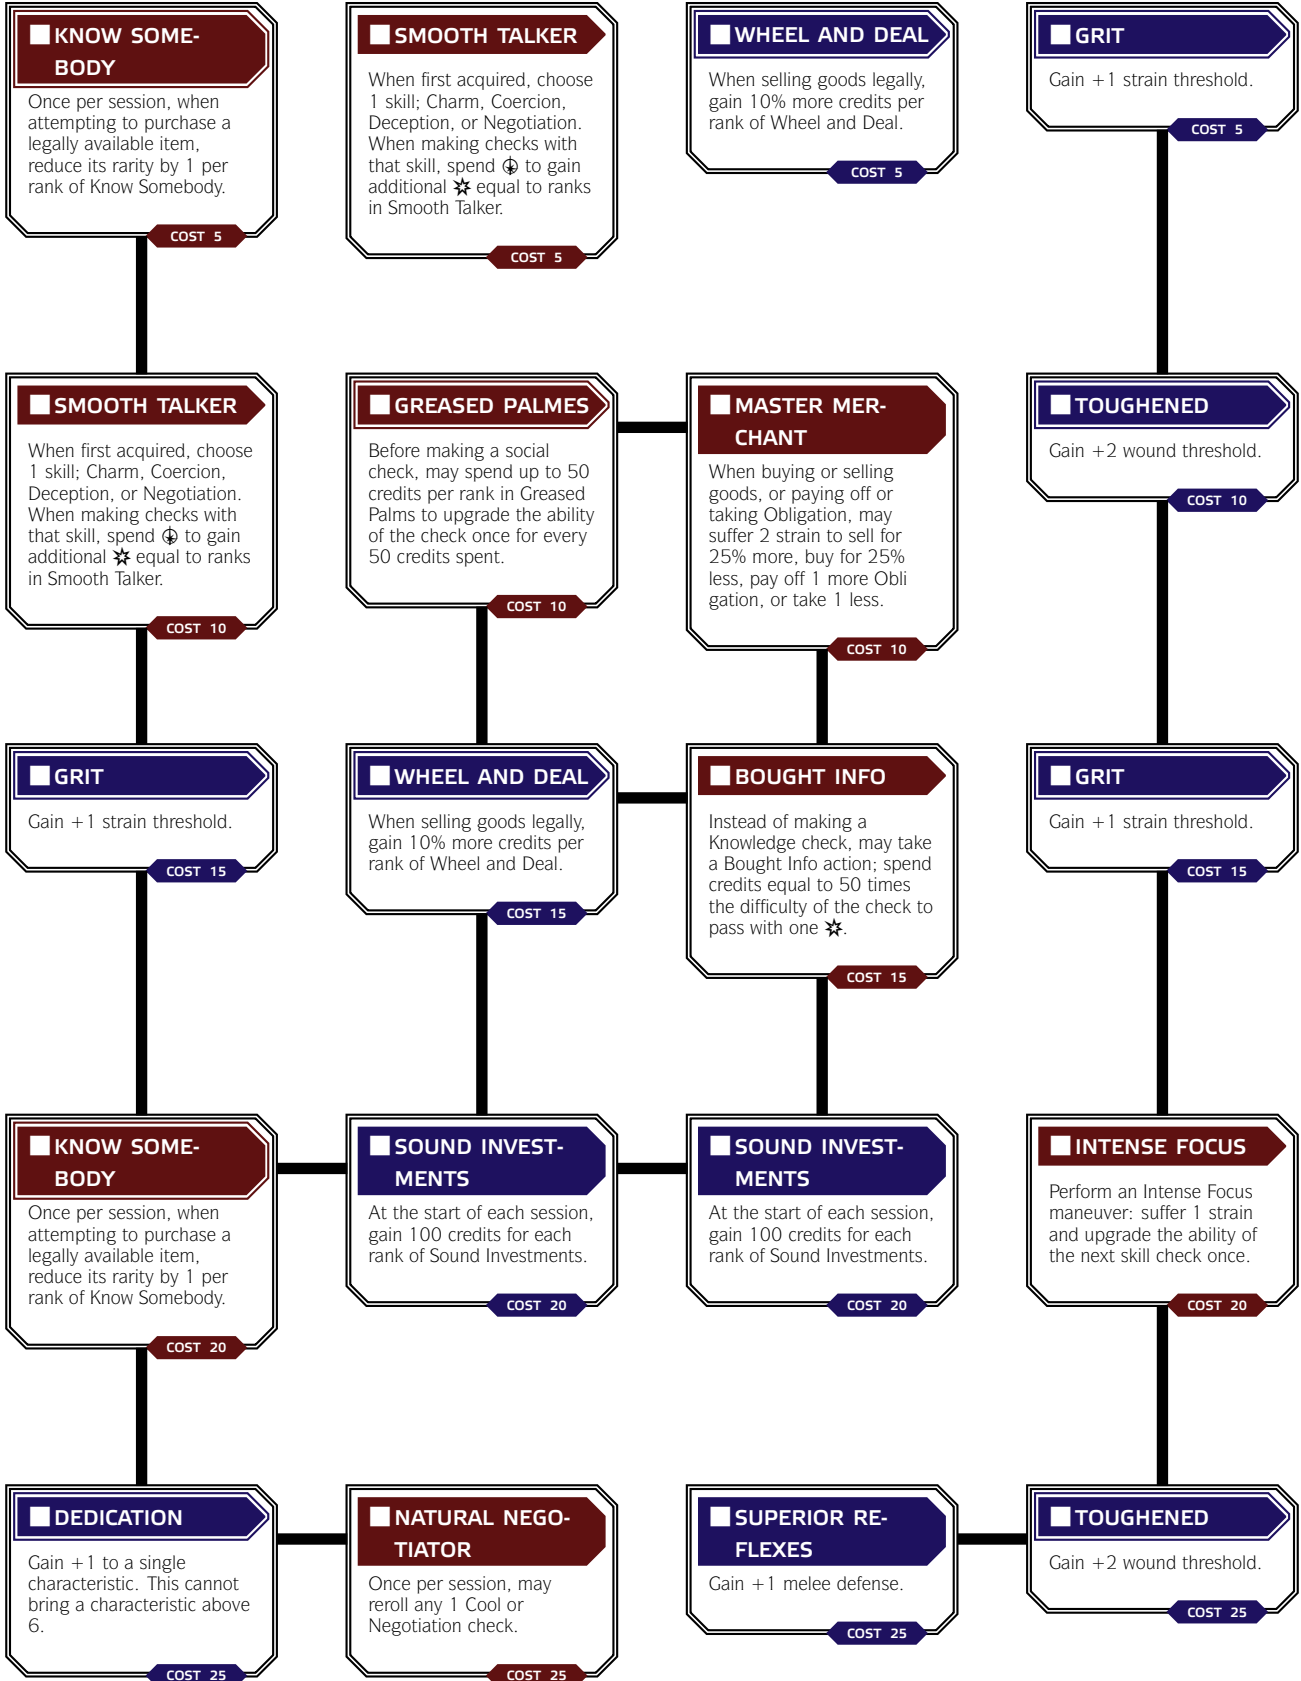 KNOW SOME-
BODY
Once per session, when
attempting to purchase a
legally available item,
reduce its rarity by 1 per
rank of Know Somebody.
COST 5
SMOOTH TALKER
When first acquired, choose
1 skill; Charm, Coercion,
Deception, or Negotiation.
When making checks with
that skill, spend to gain
additional equal to ranks
in Smooth Talker.
COST 5
WHEEL AND DEAL
When selling goods legally,
gain 10% more credits per
rank of Wheel and Deal.
COST 5
GRIT
Gain +1 strain threshold.
COST 5
SMOOTH TALKER
When first acquired, choose
1 skill; Charm, Coercion,
Deception, or Negotiation.
When making checks with
that skill, spend to gain
additional equal to ranks
in Smooth Talker.
COST 10
GREASED PALMES
Before making a social
check, may spend up to 50
credits per rank in Greased
Palms to upgrade the ability
of the check once for every
50 credits spent.
COST 10
MASTER MER-
CHANT
When buying or selling
goods, or paying off or
taking Obligation, may
suffer 2 strain to sell for
25% more, buy for 25%
less, pay off 1 more Obli
gation, or take 1 less.
COST 10
TOUGHENED
Gain +2 wound threshold.
COST 10
GRIT
Gain +1 strain threshold.
COST 15
WHEEL AND DEAL
When selling goods legally,
gain 10% more credits per
rank of Wheel and Deal.
COST 15
BOUGHT INFO
Instead of making a
Knowledge check, may take
a Bought Info action; spend
credits equal to 50 times
the difficulty of the check to
pass with one .
COST 15
GRIT
Gain +1 strain threshold.
COST 15
KNOW SOME-
BODY
Once per session, when
attempting to purchase a
legally available item,
reduce its rarity by 1 per
rank of Know Somebody.
COST 20
SOUND INVEST-
MENTS
At the start of each session,
gain 100 credits for each
rank of Sound Investments.
COST 20
SOUND INVEST-
MENTS
At the start of each session,
gain 100 credits for each
rank of Sound Investments.
COST 20
INTENSE FOCUS
Perform an Intense Focus
maneuver: suffer 1 strain
and upgrade the ability of
the next skill check once.
COST 20
DEDICATION
Gain +1 to a single
characteristic. This cannot
bring a characteristic above
6.
COST 25
NATURAL NEGO-
TIATOR
Once per session, may
reroll any 1 Cool or
Negotiation check.
COST 25
SUPERIOR RE-
FLEXES
Gain +1 melee defense.
COST 25
TOUGHENED
Gain +2 wound threshold.
COST 25